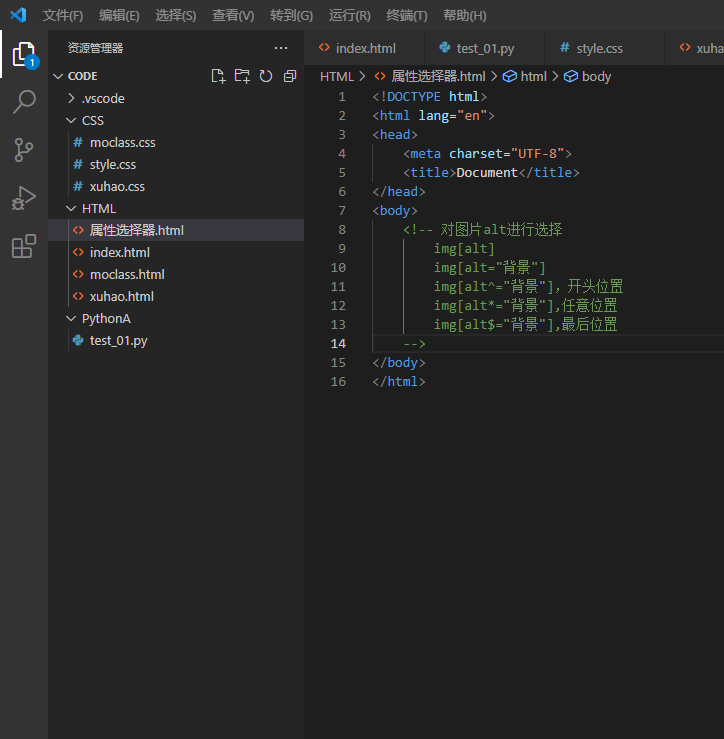 文件(F) 编辑(E) 选择(S) 查看(V) 转到(G) 运行(R) 终端(T) 帮助(H)
资源管理器 ···
index.html test_01.py # style.css xuha
CODE
HTML > 属性选择器.html > html > body
.vscode
CSS
# moclass.css
# style.css
# xuhao.css
HTML
属性选择器.html
index.html
moclass.html
xuhao.html
PythonA
test_01.py
1
1 <!DOCTYPE html>
2 <html lang="en">
3 <head>
4 <meta charset="UTF-8">
5 <title>Document</title>
6 </head>
7 <body>
8 <!-- 对图片alt进行选择
9 img[alt]
10 img[alt="背景"]
11 img[alt^="背景"]，开头位置
12 img[alt*="背景"],任意位置
13 img[alt$="背景"],最后位置
14 -->
15 </body>
16 </html>